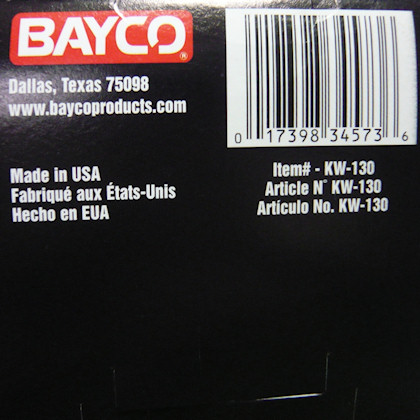 BAYCO®
Dallas, Texas 75098
www.baycoproducts.com
0 17398 34573 6
Made in USA
Fabriqué aux États-Unis
Hecho en EUA
Item# - KW-130
Article N° KW-130
Artículo No. KW-130